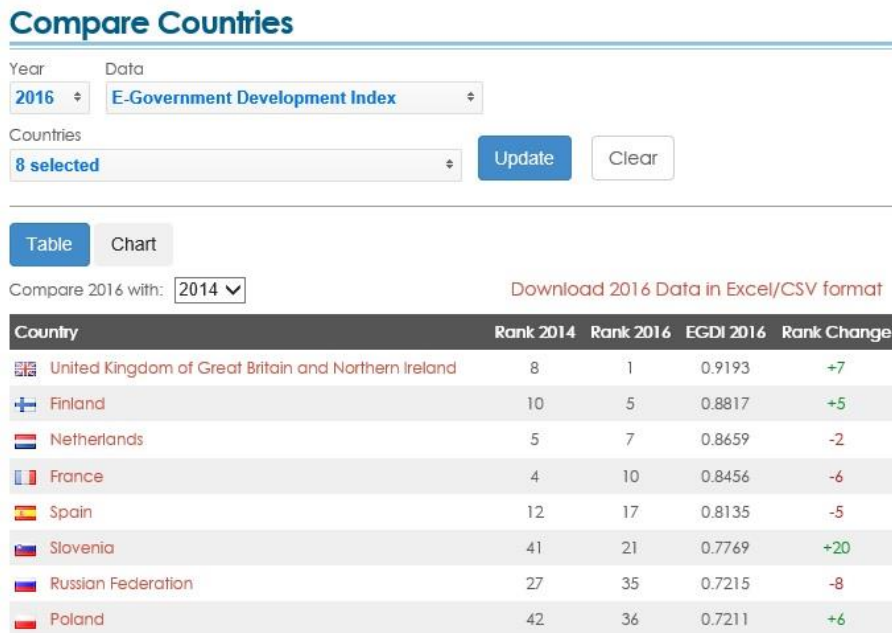 Compare Countries
Year Data
2016 E-Government Development Index
Countries
8 selected Update Clear
Table Chart
Compare 2016 with: 2014 Download 2016 Data in Excel/CSV format
Country Rank 2014 Rank 2016 EGDI 2016 Rank Change
United Kingdom of Great Britain and Northern Ireland 8 1 0.9193 +7
Finland 10 5 0.8817 +5
Netherlands 5 7 0.8659 -2
France 4 10 0.8456 -6
Spain 12 17 0.8135 -5
Slovenia 41 21 0.7769 +20
Russian Federation 27 35 0.7215 -8
Poland 42 36 0.7211 +6